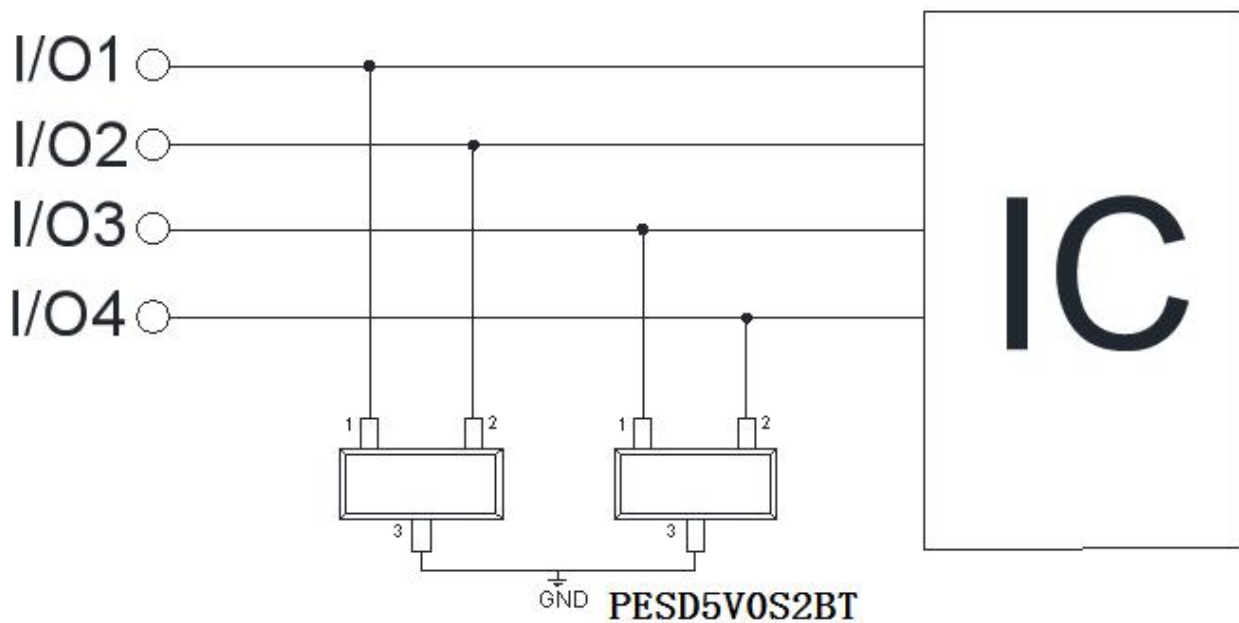 I/O1
I/O2
I/O3
I/O4
IC
1 2 1 2
3 3
GND PESD5V0S2BT